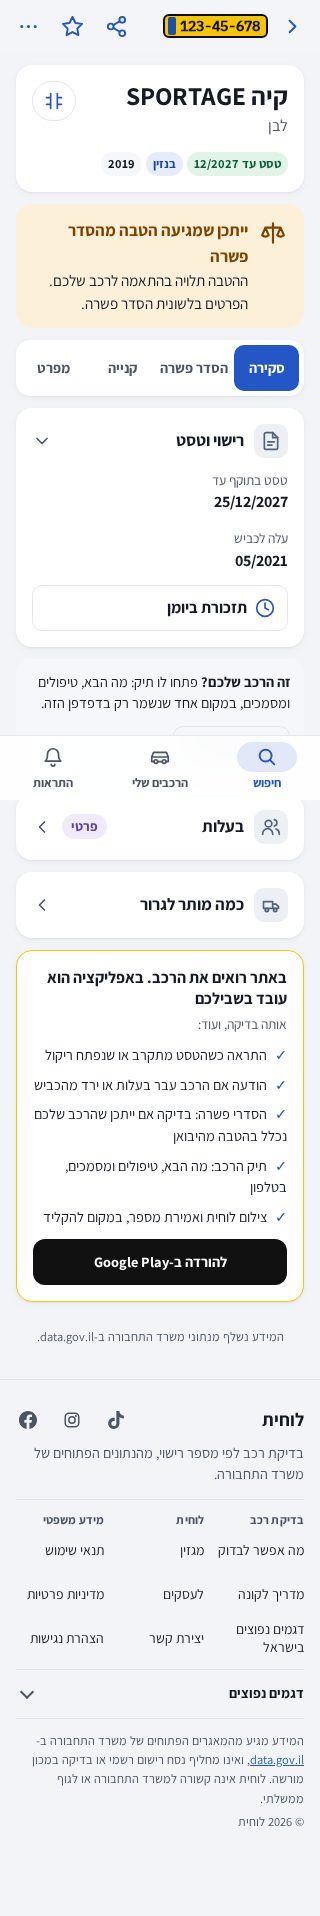 123-45-678
קיה SPORTAGE
לבן
טסט עד 12/2027
בנזין
2019
ייתכן שמגיעה הטבה מהסדר
פשרה
ההטבה תלויה בהתאמה לרכב שלכם.
הפרטים בלשונית הסדר פשרה.
סקירה
הסדר פשרה
קנייה
מפרט
רישוי וטסט
טסט בתוקף עד
25/12/2027
עלה לכביש
05/2021
תזכורת ביומן
זה הרכב שלכם? פתחו לו תיק: מה הבא, טיפולים
ומסמכים, במקום אחד שנשמר רק בדפדפן הזה.
חיפוש
הרכבים שלי
התראות
בעלות
פרטי
כמה מותר לגרור
באתר רואים את הרכב. באפליקציה הוא
עובד בשבילכם
אותה בדיקה, ועוד:
✓ התראה כשהטסט מתקרב או שנפתח ריקול
✓ הודעה אם הרכב עבר בעלות או ירד מהכביש
✓ הסדרי פשרה: בדיקה אם ייתכן שהרכב שלכם
נכלל בהטבה מהיבואן
✓ תיק הרכב: מה הבא, טיפולים ומסמכים,
בטלפון
✓ צילום לוחית ואמירת מספר, במקום להקליד
להורדה ב-Google Play
המידע נשלף מנתוני משרד התחבורה ב-data.gov.il.
לוחית
בדיקת רכב לפי מספר רישוי, מהנתונים הפתוחים של
משרד התחבורה.
בדיקת רכב
לוחית
מידע משפטי
מה אפשר לבדוק
מגזין
תנאי שימוש
מדריך לקונה
לעסקים
מדיניות פרטיות
דגמים נפוצים
בישראל
יצירת קשר
הצהרת נגישות
דגמים נפוצים
המידע מגיע מהמאגרים הפתוחים של משרד התחבורה ב-
data.gov.il, ואינו מחליף נסח רישום רשמי או בדיקה במכון
מורשה. לוחית אינה קשורה למשרד התחבורה או לגוף
ממשלתי.
© 2026 לוחית